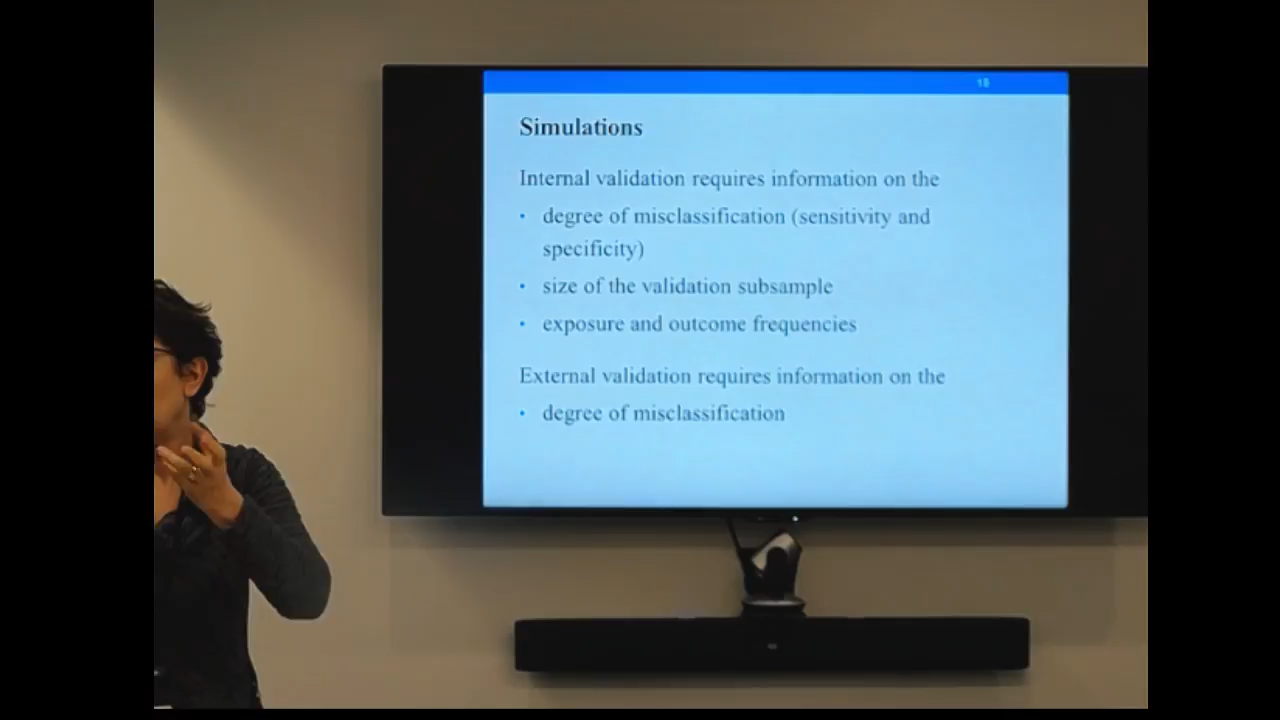 18
Simulations
Internal validation requires information on the
• degree of misclassification (sensitivity and
specificity)
• size of the validation subsample
• exposure and outcome frequencies
External validation requires information on the
• degree of misclassification